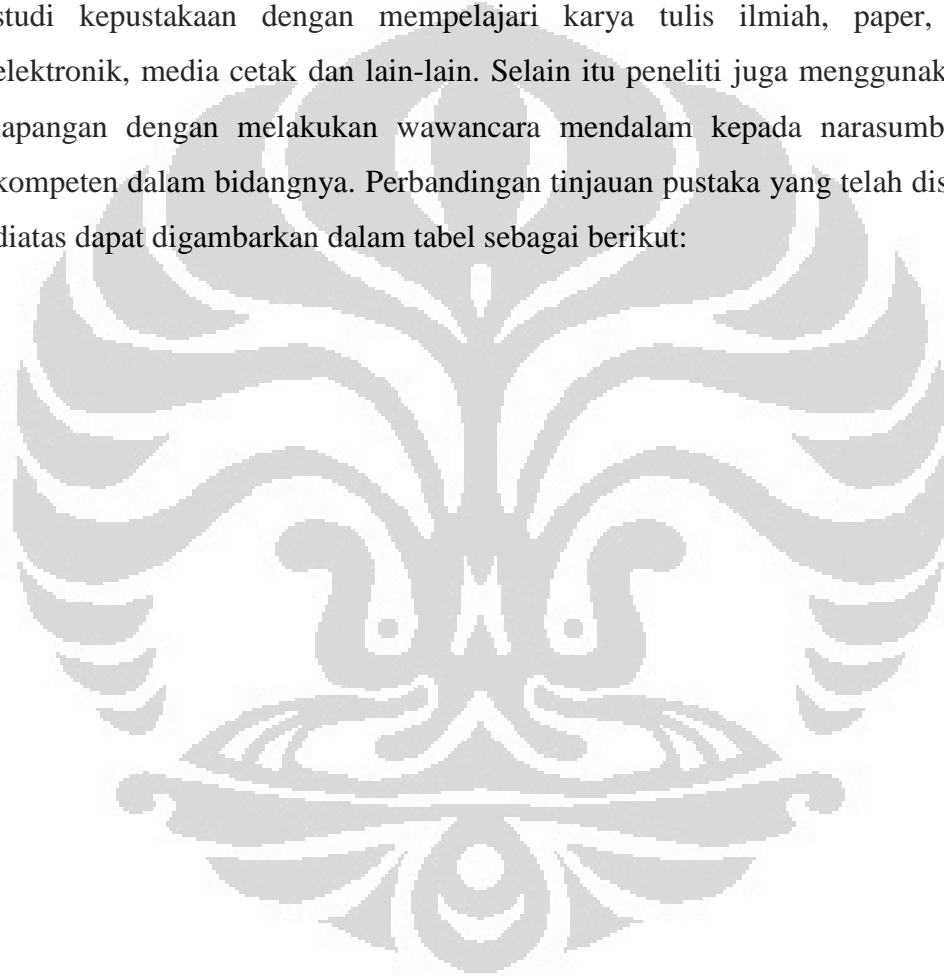 studi kepustakaan dengan mempelajari karya tulis ilmiah, paper,
elektronik, media cetak dan lain-lain. Selain itu peneliti juga menggunak
lapangan dengan melakukan wawancara mendalam kepada narasumb
kompeten dalam bidangnya. Perbandingan tinjauan pustaka yang telah dis
diatas dapat digambarkan dalam tabel sebagai berikut: